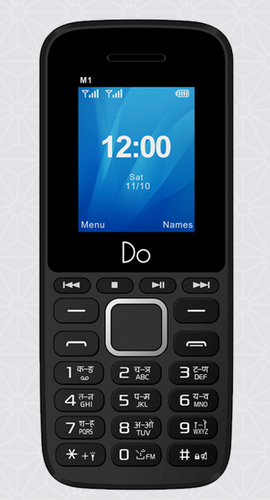 M1
12:00
Sat
11/10
Menu Names
Do
1 क-ङ 2 च-ञ ABC 3 ट-ण DEF
4 त-न GHI 5 प-म JKL 6 य-व MNO
7 श-ह PQRS 8 अ-ओ TUV 9 WXYZ
* + 0 FM #